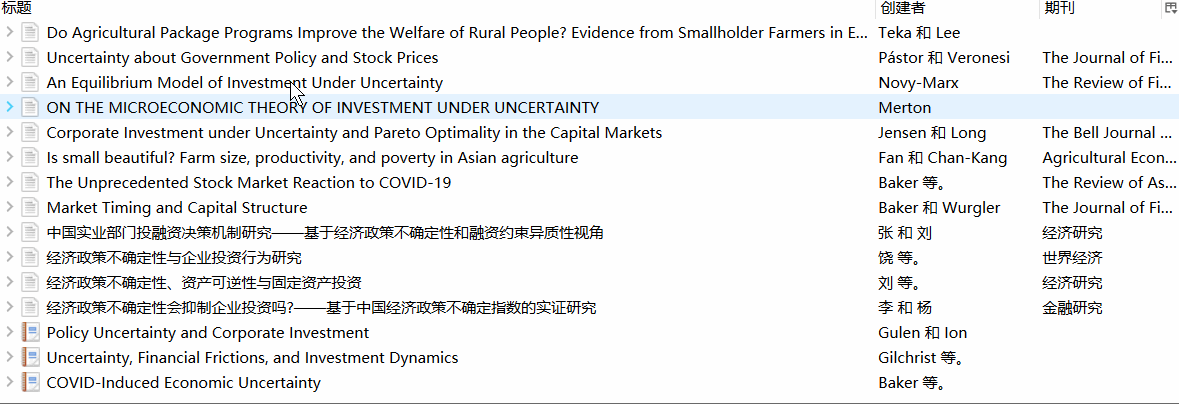 标题 创建者 期刊
Do Agricultural Package Programs Improve the Welfare of Rural People? Evidence from Smallholder Farmers in E... Teka 和 Lee
Uncertainty about Government Policy and Stock Prices Pástor 和 Veronesi The Journal of Fi...
An Equilibrium Model of Investment Under Uncertainty Novy-Marx The Review of Fi...
ON THE MICROECONOMIC THEORY OF INVESTMENT UNDER UNCERTAINTY Merton
Corporate Investment under Uncertainty and Pareto Optimality in the Capital Markets Jensen 和 Long The Bell Journal ...
Is small beautiful? Farm size, productivity, and poverty in Asian agriculture Fan 和 Chan-Kang Agricultural Econ...
The Unprecedented Stock Market Reaction to COVID-19 Baker 等。 The Review of As...
Market Timing and Capital Structure Baker 和 Wurgler The Journal of Fi...
中国实业部门投融资决策机制研究——基于经济政策不确定性和融资约束异质性视角 张 和 刘 经济研究
经济政策不确定性与企业投资行为研究 饶 等。 世界经济
经济政策不确定性、资产可逆性与固定资产投资 刘 等。 经济研究
经济政策不确定性会抑制企业投资吗?——基于中国经济政策不确定指数的实证研究 李 和 杨 金融研究
Policy Uncertainty and Corporate Investment Gulen 和 Ion
Uncertainty, Financial Frictions, and Investment Dynamics Gilchrist 等。
COVID-Induced Economic Uncertainty Baker 等。